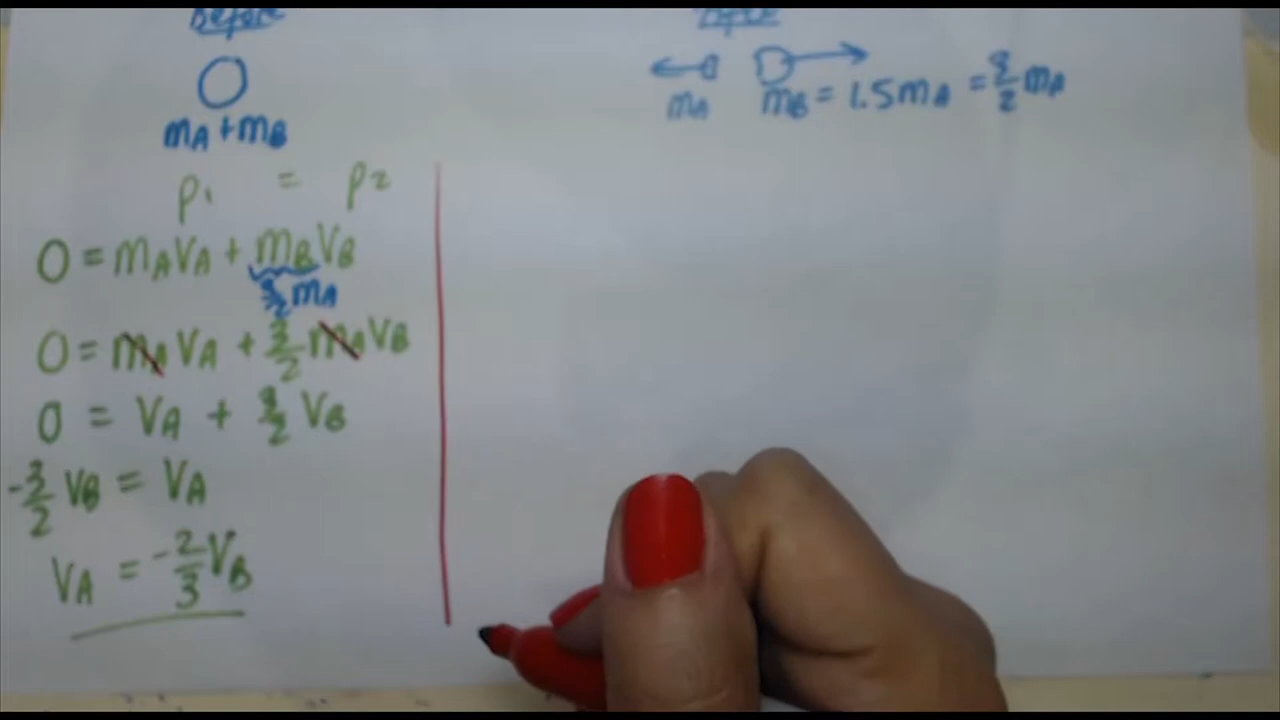 Before
mA + mB
After
mA
mB = 1.5mA = 3/2 mA
P1 = P2
0 = mAVA + mBVB
3/2 mA
0 = mAVA + 3/2 mAVB
0 = VA + 3/2 VB
-3/2 VB = VA
VA = -2/3 VB